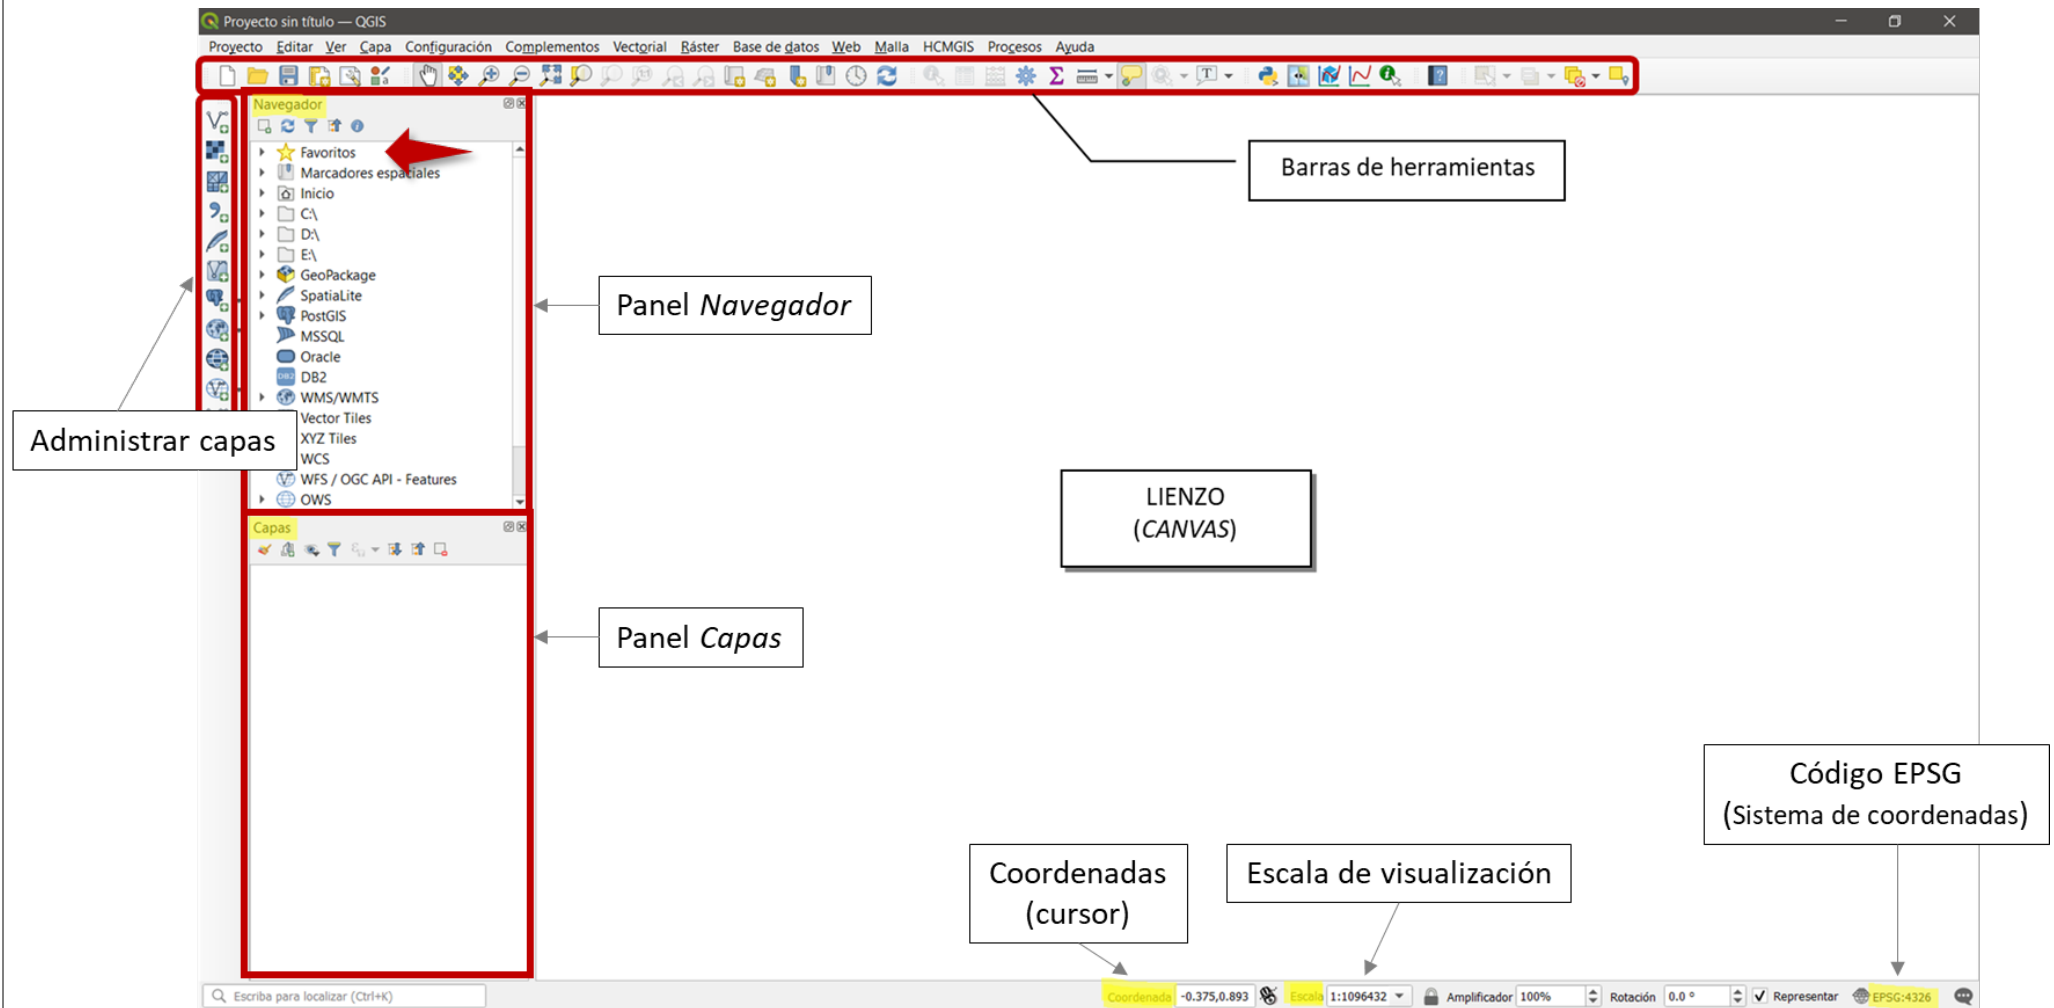 Proyecto sin título — QGIS
Proyecto Editar Ver Capa Configuración Complementos Vectorial Ráster Base de datos Web Malla HCMGIS Procesos Ayuda
Navegador
Favoritos
Marcadores espaciales
Inicio
C:\
D:\
E:\
GeoPackage
SpatiaLite
PostGIS
MSSQL
Oracle
DB2 DB2
WMS/WMTS
Vector Tiles
XYZ Tiles
WCS
WFS / OGC API - Features
OWS
Capas
Barras de herramientas
Panel Navegador
Administrar capas
LIENZO
(CANVAS)
Panel Capas
Código EPSG
(Sistema de coordenadas)
Coordenadas
(cursor)
Escala de visualización
Escriba para localizar (Ctrl+K)
Coordenada -0.375,0.893 Escala 1:1096432 Amplificador 100% Rotación 0.0 ° Representar EPSG:4326